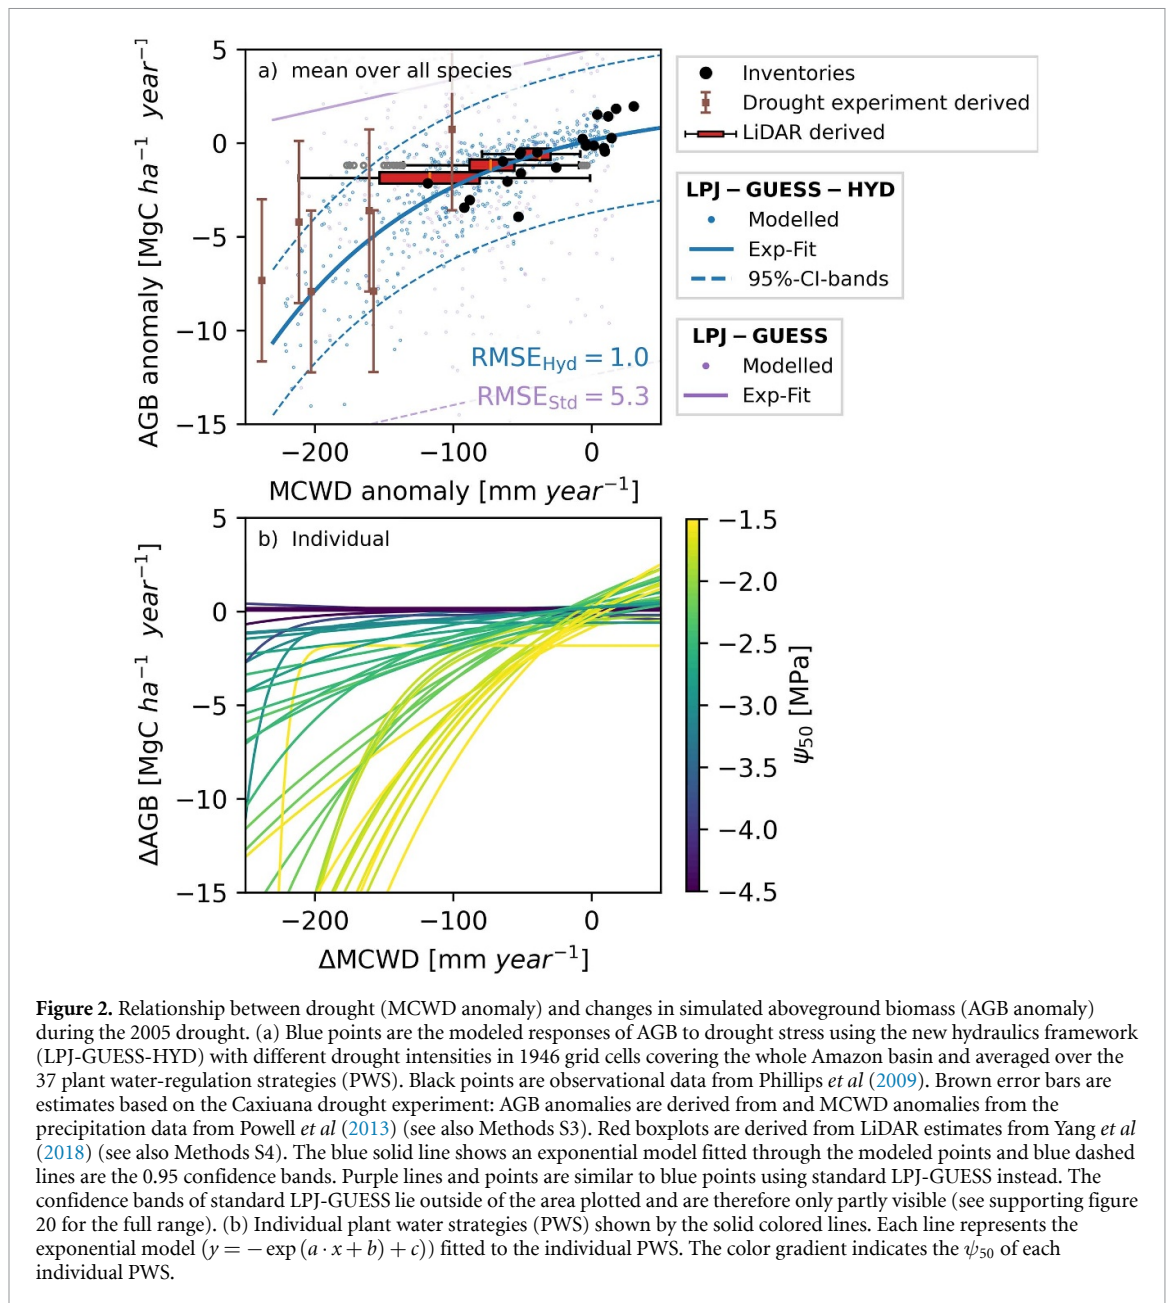 5
0
−5
−10
−15
−200
−100
0
AGB anomaly [MgC ha⁻¹ year⁻¹]
MCWD anomaly [mm year⁻¹]
a) mean over all species
RMSE_Hyd = 1.0
RMSE_Std = 5.3
Inventories
Drought experiment derived
LiDAR derived
LPJ − GUESS − HYD
Modelled
Exp-Fit
95%-CI-bands
LPJ − GUESS
Modelled
Exp-Fit
5
0
−5
−10
−15
−200
−100
0
ΔAGB [MgC ha⁻¹ year⁻¹]
ΔMCWD [mm year⁻¹]
b) Individual
−1.5
−2.0
−2.5
−3.0
−3.5
−4.0
−4.5
ψ₅₀ [MPa]
Figure 2. Relationship between drought (MCWD anomaly) and changes in simulated aboveground biomass (AGB anomaly)
during the 2005 drought. (a) Blue points are the modeled responses of AGB to drought stress using the new hydraulics framework
(LPJ-GUESS-HYD) with different drought intensities in 1946 grid cells covering the whole Amazon basin and averaged over the
37 plant water-regulation strategies (PWS). Black points are observational data from Phillips et al (2009). Brown error bars are
estimates based on the Caxiuana drought experiment: AGB anomalies are derived from and MCWD anomalies from the
precipitation data from Powell et al (2013) (see also Methods S3). Red boxplots are derived from LiDAR estimates from Yang et al
(2018) (see also Methods S4). The blue solid line shows an exponential model fitted through the modeled points and blue dashed
lines are the 0.95 confidence bands. Purple lines and points are similar to blue points using standard LPJ-GUESS instead. The
confidence bands of standard LPJ-GUESS lie outside of the area plotted and are therefore only partly visible (see supporting figure
20 for the full range). (b) Individual plant water strategies (PWS) shown by the solid colored lines. Each line represents the
exponential model (y = − exp (a · x + b) + c)) fitted to the individual PWS. The color gradient indicates the ψ₅₀ of each
individual PWS.